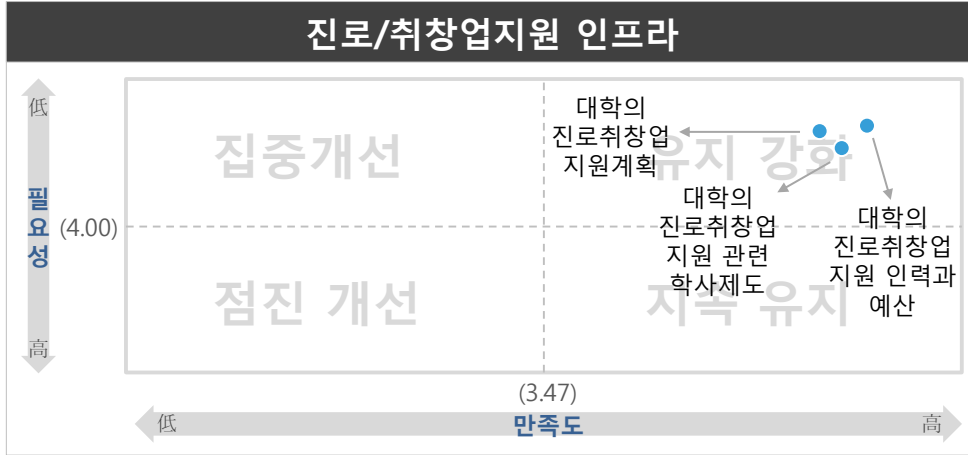 진로/취창업지원 인프라
低
필
요
성
高
(4.00)
집중개선
유지 강화
점진 개선
지속 유지
대학의
진로취창업
지원계획
대학의
진로취창업
지원 관련
학사제도
대학의
진로취창업
지원 인력과
예산
(3.47)
低
만족도
高